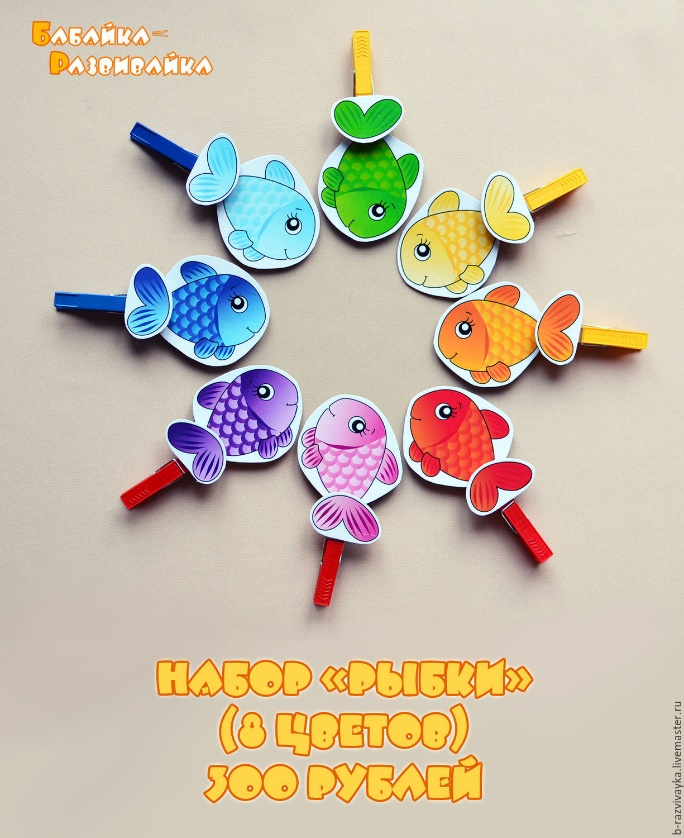 Бабайка-
Развивайка
НАБОР «РЫБКИ»
(8 ЦВЕТОВ)
300 РУБЛЕЙ
b-razvivayka.livemaster.ru